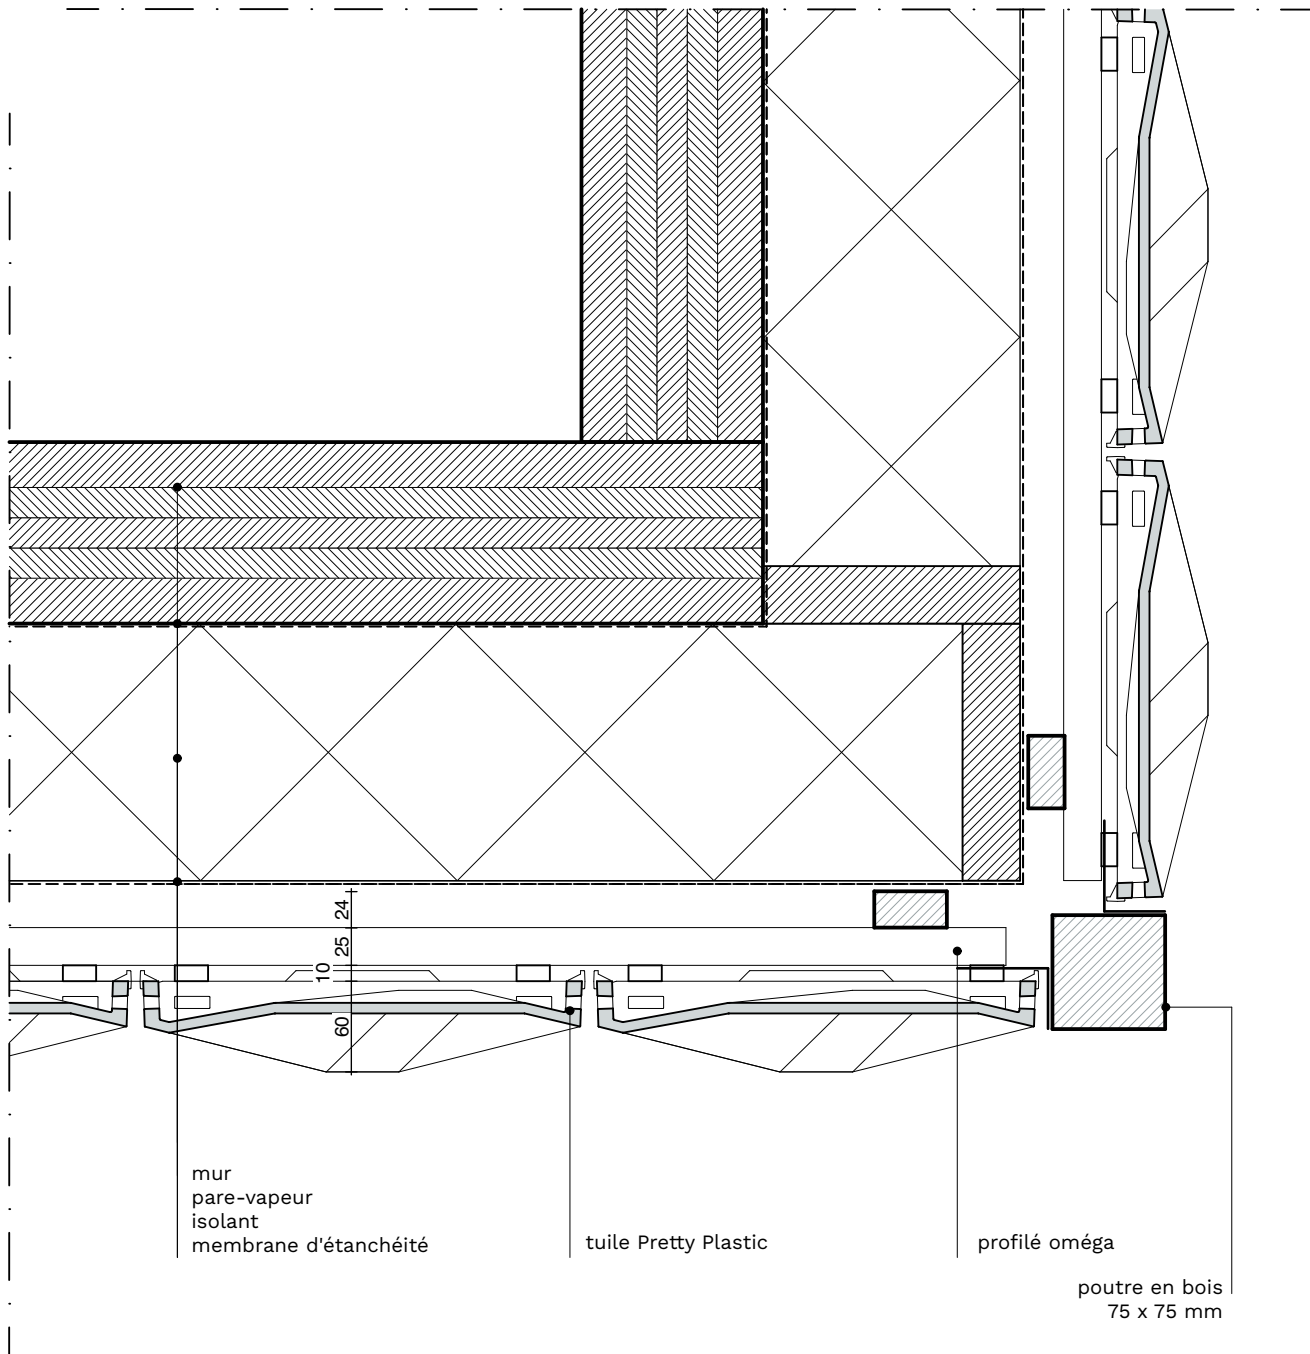 24
25
10
60
mur
pare-vapeur
isolant
membrane d'étanchéité
tuile Pretty Plastic
profilé oméga
poutre en bois
75 x 75 mm